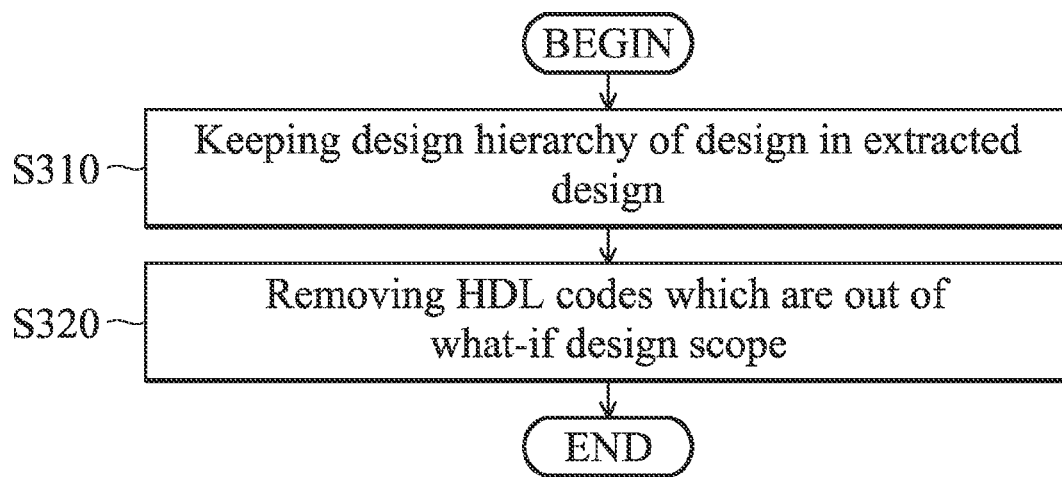 BEGIN
S310
Keeping design hierarchy of design in extracted
design
S320
Removing HDL codes which are out of
what-if design scope
END